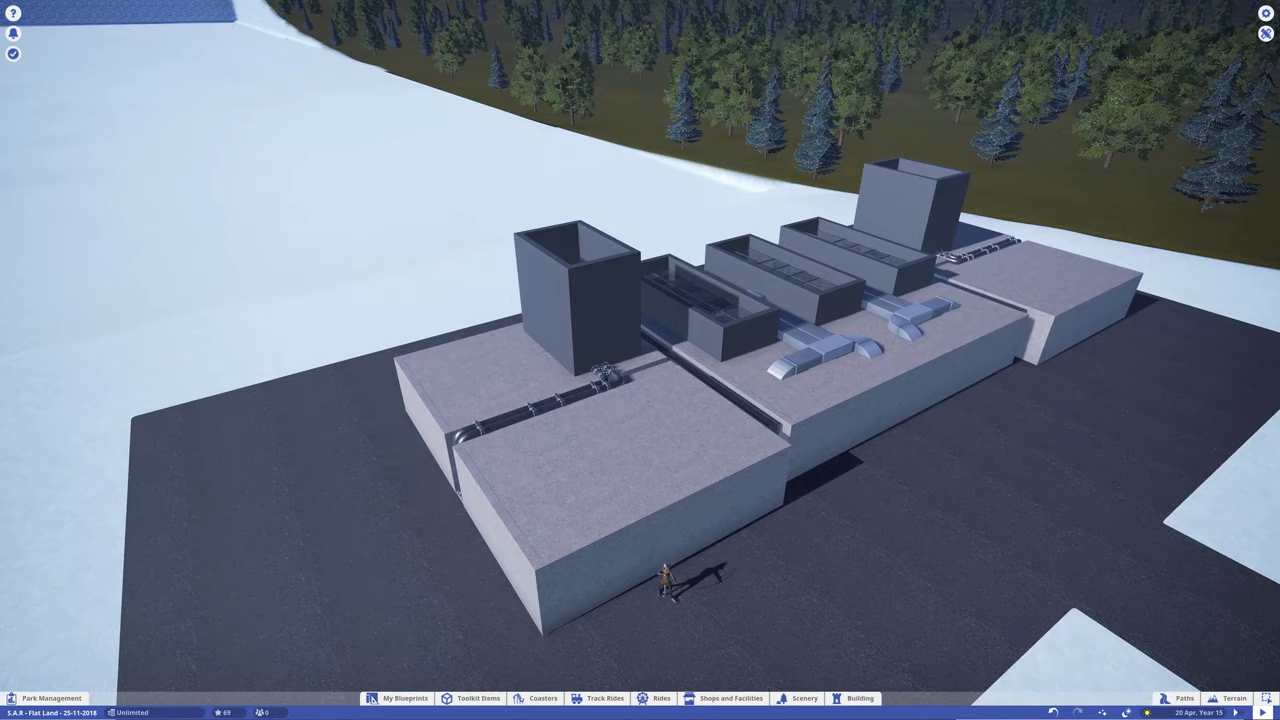 Park Management
My Blueprints
Toolkit Items
Coasters
Track Rides
Rides
Shops and Facilities
Scenery
Building
Paths
Terrain
S.A.R - Flat Land - 25-11-2018
Unlimited
69
0
20 Apr, Year 15